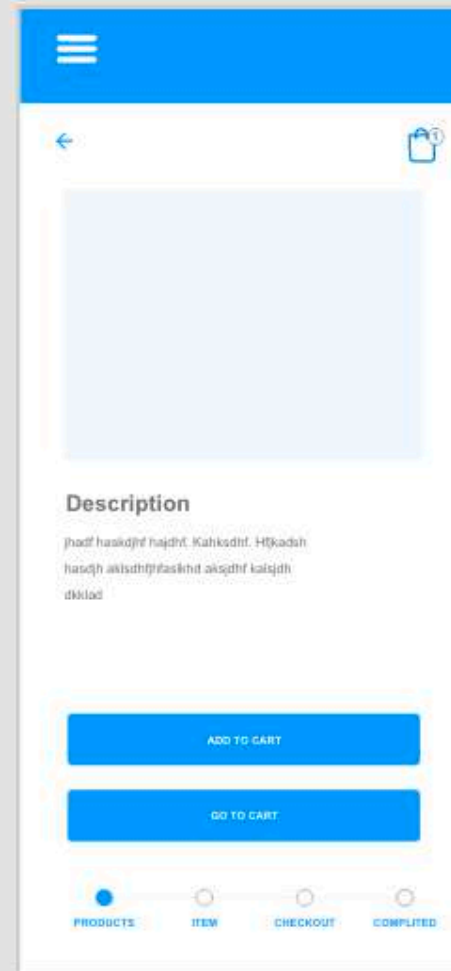 1
Description
jhadf haskdjhf hajdhf. Kahksdhf. Hfjkadsh
hasdjh aklsdhfjhfaslkhd aksjdhf kalsjdh
dkklad
ADD TO CART
GO TO CART
PRODUCTS ITEM CHECKOUT COMPLITED